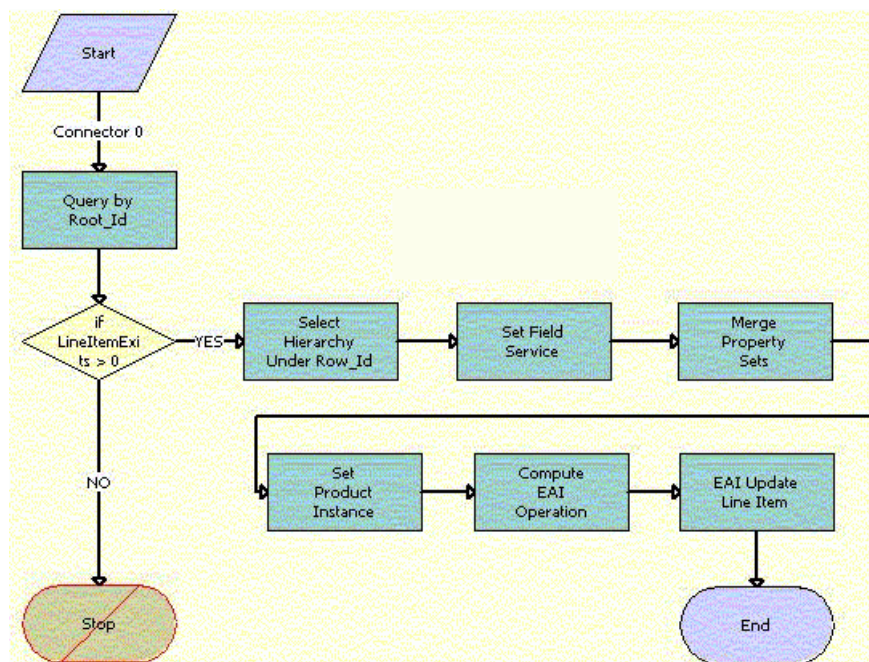 Start
Connector 0
Query by
Root_Id
if
LineItemExi
ts > 0
YES
Select
Hierarchy
Under Row_Id
Set Field
Service
Merge
Property
Sets
Set
Product
Instance
Compute
EAI
Operation
EAI Update
Line Item
NO
Stop
End